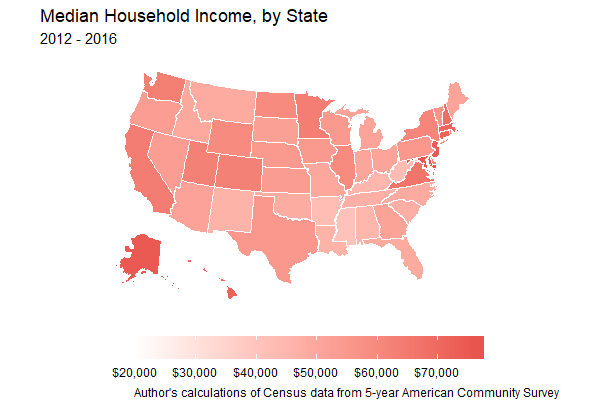 Median Household Income, by State
2012 - 2016
$20,000 $30,000 $40,000 $50,000 $60,000 $70,000
Author's calculations of Census data from 5-year American Community Survey